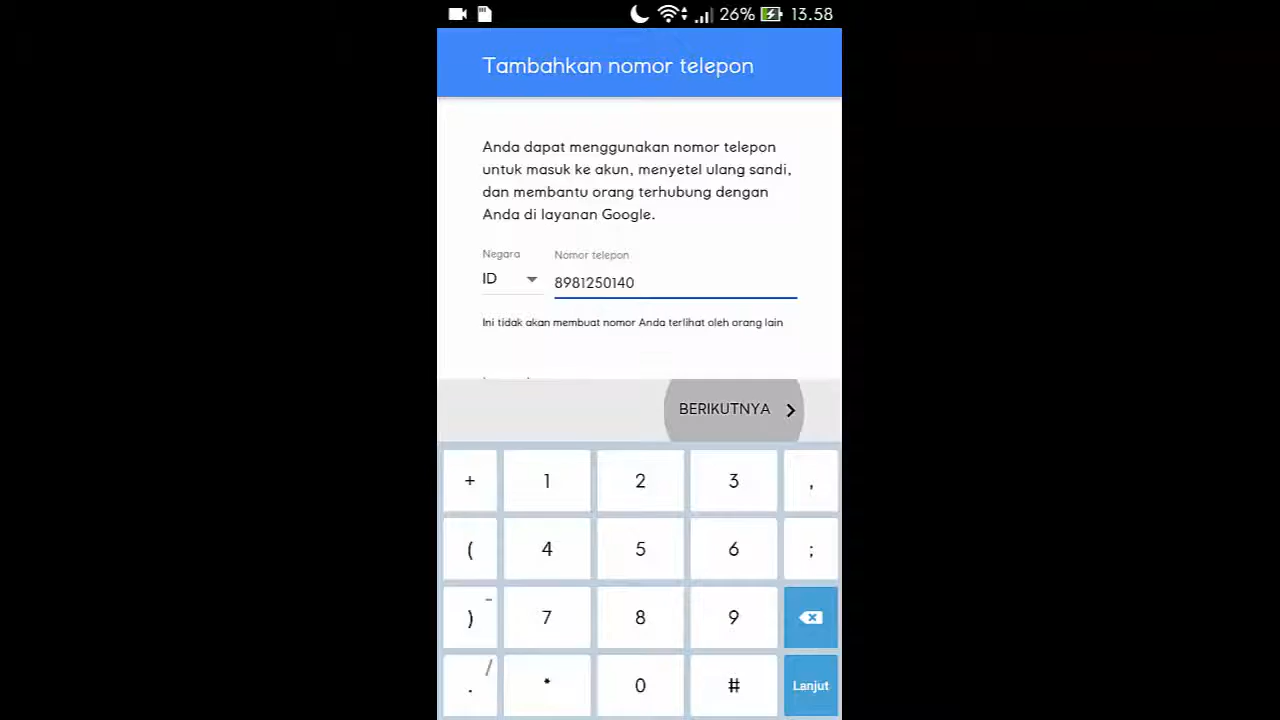 26% 13.58
Tambahkan nomor telepon
Anda dapat menggunakan nomor telepon
untuk masuk ke akun, menyetel ulang sandi,
dan membantu orang terhubung dengan
Anda di layanan Google.
Negara Nomor telepon
ID 8981250140
Ini tidak akan membuat nomor Anda terlihat oleh orang lain
BERIKUTNYA
+ 1 2 3 ,
( 4 5 6 ;
) - 7 8 9
. / * 0 # Lanjut